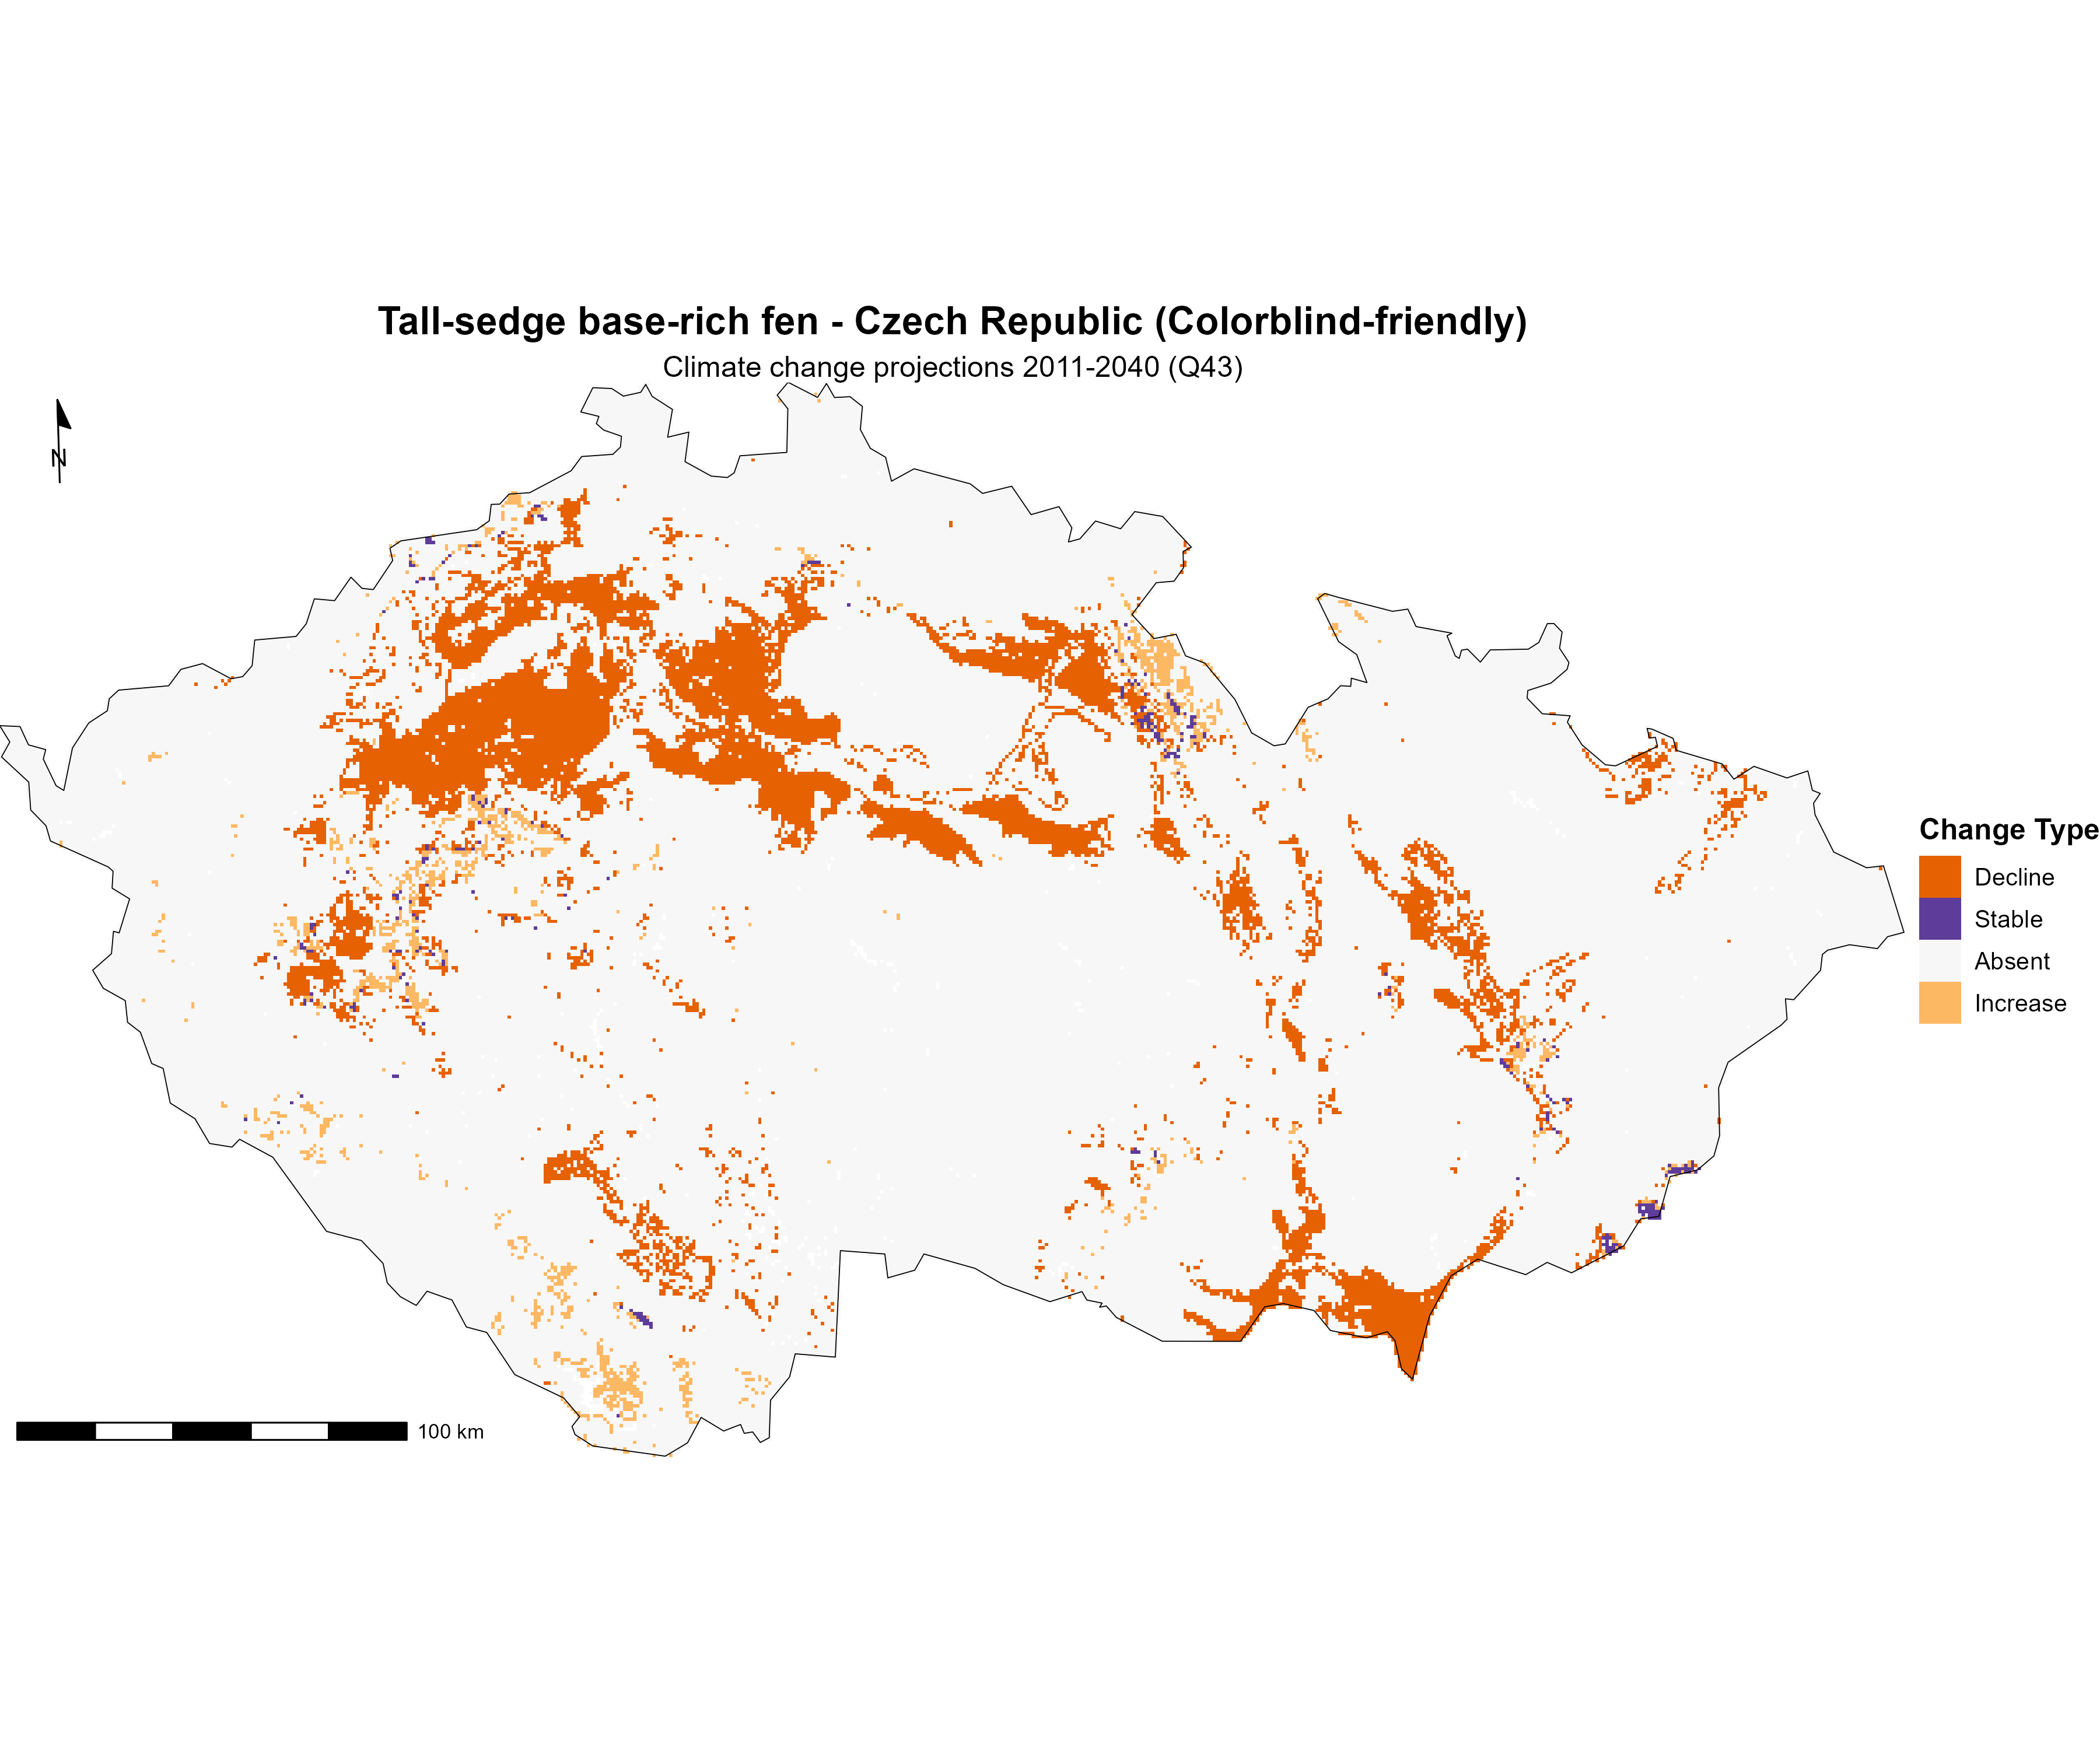 Tall-sedge base-rich fen - Czech Republic (Colorblind-friendly)
Climate change projections 2011-2040 (Q43)
N
Change Type
Decline
Stable
Absent
Increase
100 km